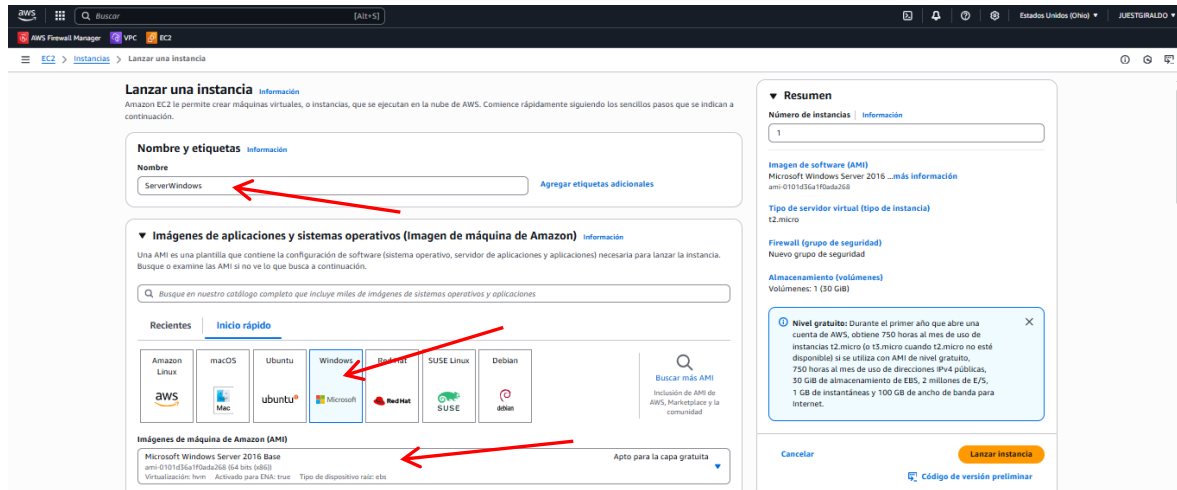 aws
Buscar
[Alt+S]
Estados Unidos (Ohio)
JUESTGIRALDO
AWS Firewall Manager
VPC
EC2
EC2 > Instancias > Lanzar una instancia
Lanzar una instancia Información
Amazon EC2 le permite crear máquinas virtuales, o instancias, que se ejecutan en la nube de AWS. Comience rápidamente siguiendo los sencillos pasos que se indican a
continuación.
Nombre y etiquetas Información
Nombre
ServerWindows
Agregar etiquetas adicionales
Imágenes de aplicaciones y sistemas operativos (Imagen de máquina de Amazon) Información
Una AMI es una plantilla que contiene la configuración de software (sistema operativo, servidor de aplicaciones y aplicaciones) necesaria para lanzar la instancia.
Busque o examine las AMI si no ve lo que busca a continuación.
Busque en nuestro catálogo completo que incluye miles de imágenes de sistemas operativos y aplicaciones
Recientes
Inicio rápido
Amazon
Linux
aws
macOS
Mac
Ubuntu
ubuntu
Windows
Microsoft
Red Hat
Red Hat
SUSE Linux
SUSE
Debian
debian
Buscar más AMI
Inclusión de AMI de
AWS, Marketplace y la
comunidad
Imágenes de máquina de Amazon (AMI)
Microsoft Windows Server 2016 Base
Apto para la capa gratuita
ami-0101d36a1f0ada268 (64 bits (x86))
Virtualización: hvm Activado para ENA: true Tipo de dispositivo raíz: ebs
Resumen
Número de instancias Información
1
Imagen de software (AMI)
Microsoft Windows Server 2016 ...más información
ami-0101d36a1f0ada268
Tipo de servidor virtual (tipo de instancia)
t2.micro
Firewall (grupo de seguridad)
Nuevo grupo de seguridad
Almacenamiento (volúmenes)
Volúmenes: 1 (30 GiB)
Nivel gratuito: Durante el primer año que abre una
cuenta de AWS, obtiene 750 horas al mes de uso de
instancias t2.micro (o t3.micro cuando t2.micro no esté
disponible) si se utiliza con AMI de nivel gratuito,
750 horas al mes de uso de direcciones IPv4 públicas,
30 GiB de almacenamiento de EBS, 2 millones de E/S,
1 GB de instantáneas y 100 GB de ancho de banda para
Internet.
Cancelar
Lanzar instancia
Código de versión preliminar